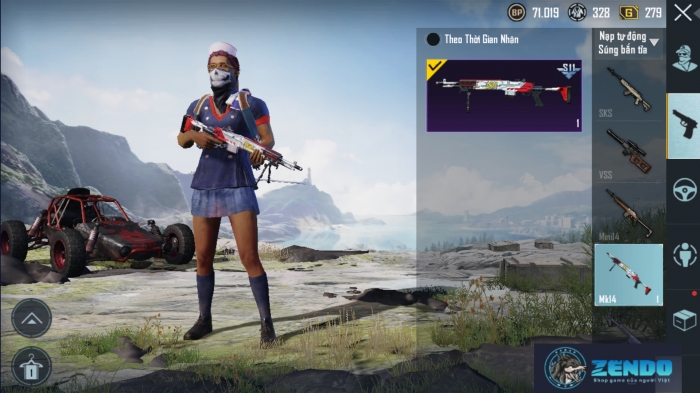 BP 71.019 328 G 279
Theo Thời Gian Nhận
Nạp tự động
Súng bắn tỉa
S11
1
SKS
VSS
Mini14
Mk14 1
ZENDO
Shop game của người Việt